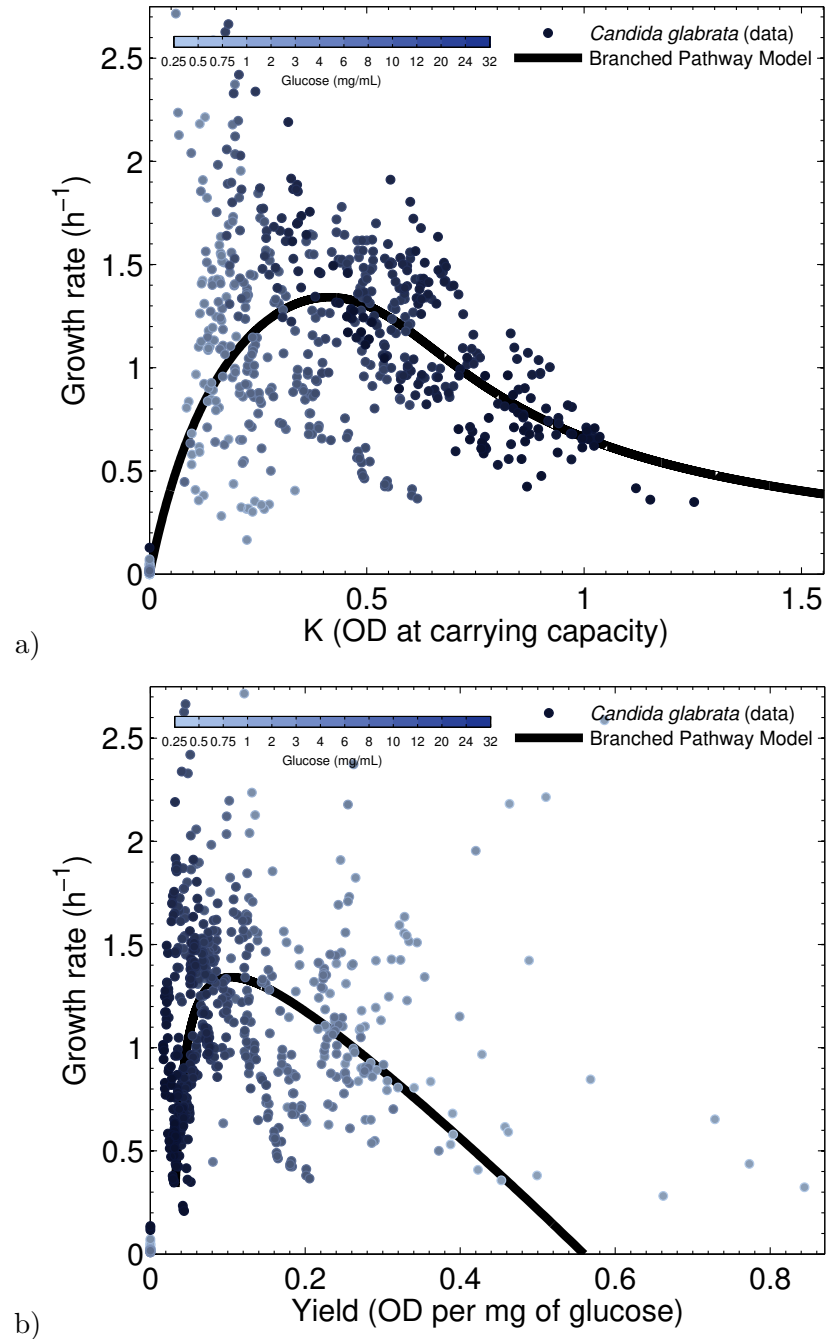 2.5
2
1.5
1
0.5
0
Growth rate (h⁻¹)
0.25 0.5 0.75 1 2 3 4 6 8 10 12 20 24 32
Glucose (mg/mL)
Candida glabrata (data)
Branched Pathway Model
0 0.5 1 1.5
K (OD at carrying capacity)
a)
2.5
2
1.5
1
0.5
0
Growth rate (h⁻¹)
0.25 0.5 0.75 1 2 3 4 6 8 10 12 20 24 32
Glucose (mg/mL)
Candida glabrata (data)
Branched Pathway Model
0 0.2 0.4 0.6 0.8
Yield (OD per mg of glucose)
b)